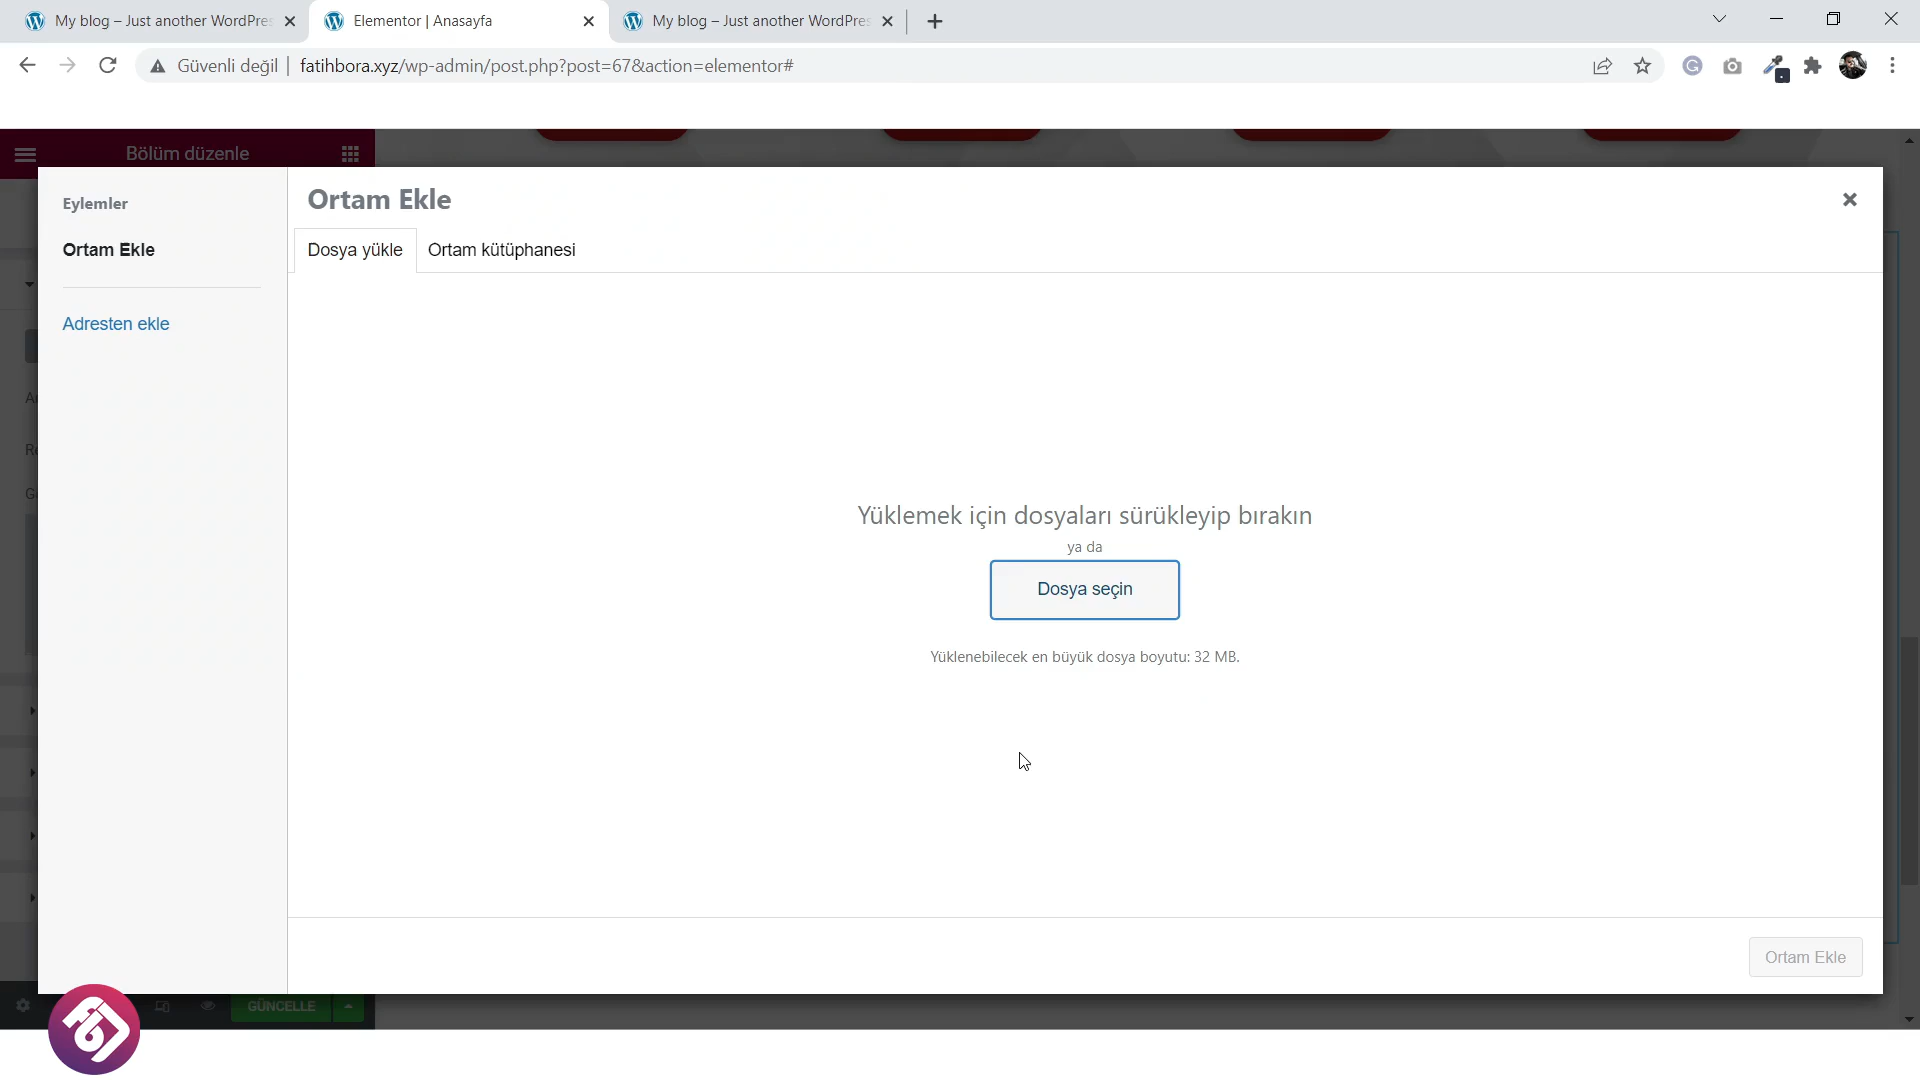 My blog – Just another WordPres
Elementor | Anasayfa
My blog – Just another WordPres
Güvenli değil
fatihbora.xyz/wp-admin/post.php?post=67&action=elementor#
Bölüm düzenle
Eylemler
Ortam Ekle
Adresten ekle
Ortam Ekle
Dosya yükle
Ortam kütüphanesi
Yüklemek için dosyaları sürükleyip bırakın
ya da
Dosya seçin
Yüklenebilecek en büyük dosya boyutu: 32 MB.
Ortam Ekle
GÜNCELLE